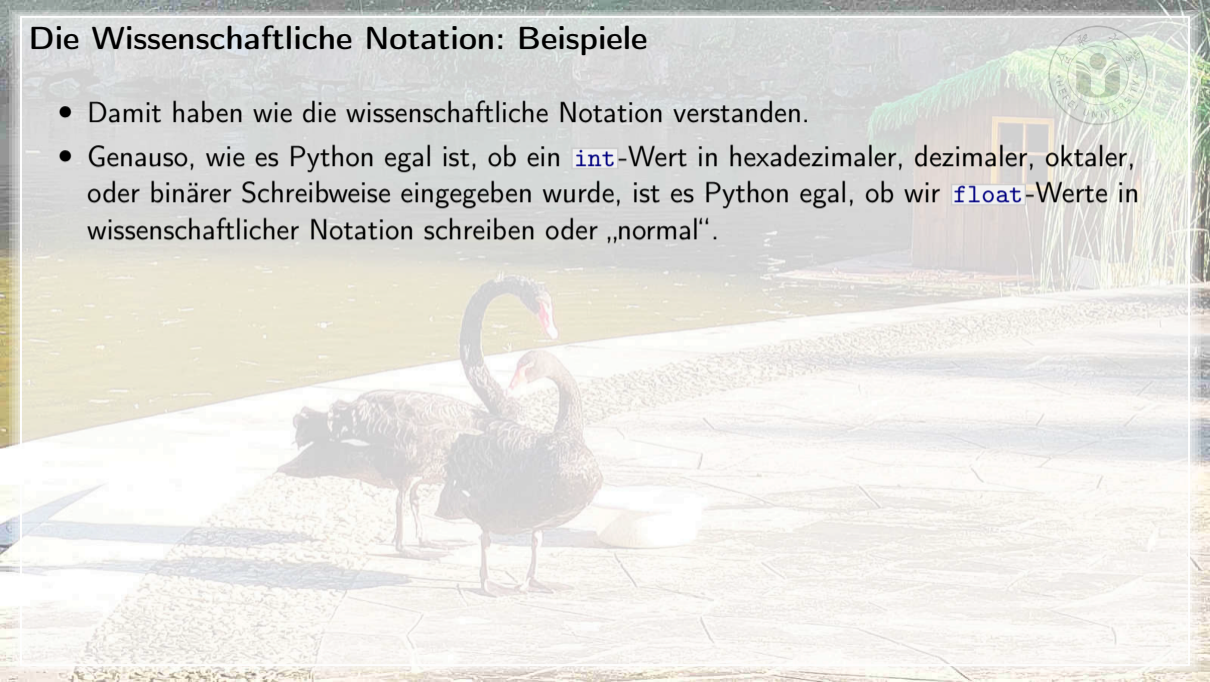 Die Wissenschaftliche Notation: Beispiele
• Damit haben wie die wissenschaftliche Notation verstanden.
• Genauso, wie es Python egal ist, ob ein int-Wert in hexadezimaler, dezimaler, oktaler,
oder binärer Schreibweise eingegeben wurde, ist es Python egal, ob wir float-Werte in
wissenschaftlicher Notation schreiben oder „normal“.